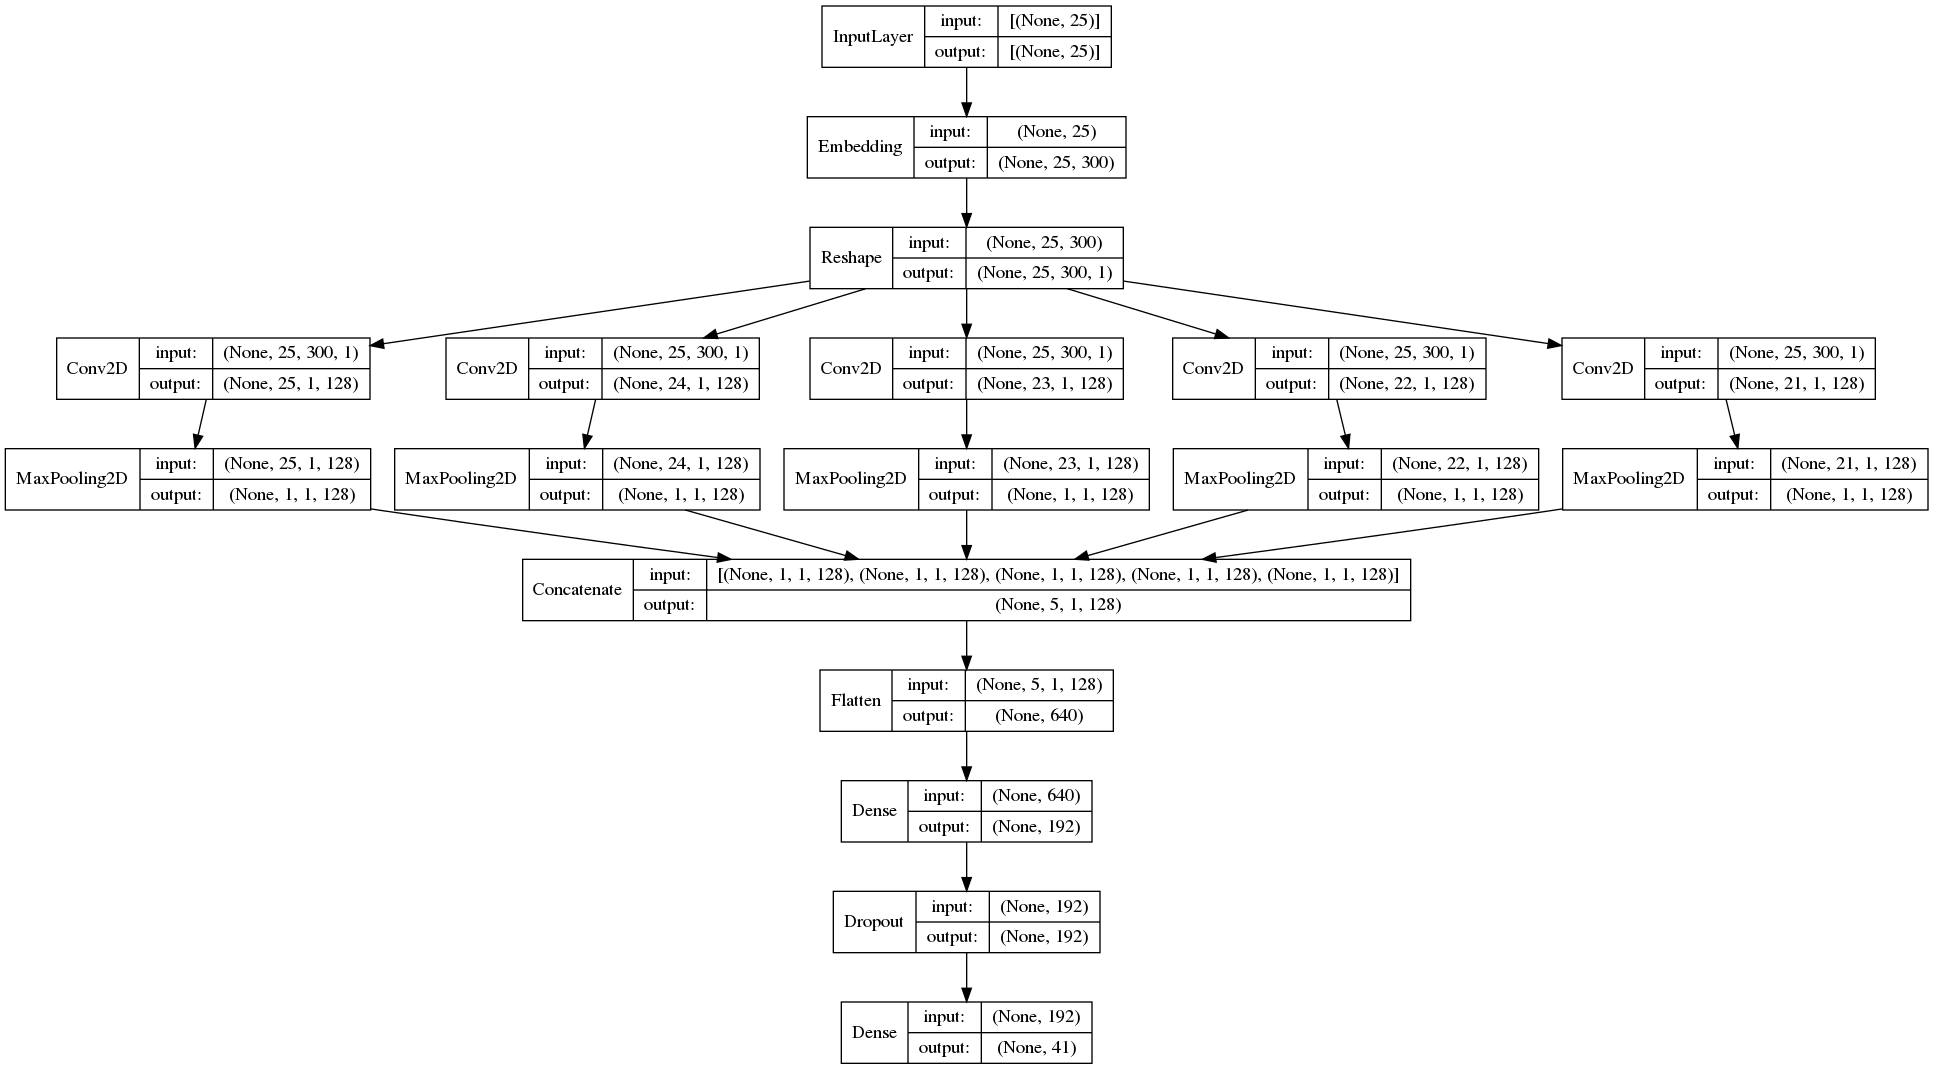 InputLayer input: [(None, 25)]
output: [(None, 25)]
Embedding input: (None, 25)
output: (None, 25, 300)
Reshape input: (None, 25, 300)
output: (None, 25, 300, 1)
Conv2D input: (None, 25, 300, 1)
output: (None, 25, 1, 128)
Conv2D input: (None, 25, 300, 1)
output: (None, 24, 1, 128)
Conv2D input: (None, 25, 300, 1)
output: (None, 23, 1, 128)
Conv2D input: (None, 25, 300, 1)
output: (None, 22, 1, 128)
Conv2D input: (None, 25, 300, 1)
output: (None, 21, 1, 128)
MaxPooling2D input: (None, 25, 1, 128)
output: (None, 1, 1, 128)
MaxPooling2D input: (None, 24, 1, 128)
output: (None, 1, 1, 128)
MaxPooling2D input: (None, 23, 1, 128)
output: (None, 1, 1, 128)
MaxPooling2D input: (None, 22, 1, 128)
output: (None, 1, 1, 128)
MaxPooling2D input: (None, 21, 1, 128)
output: (None, 1, 1, 128)
Concatenate input: [(None, 1, 1, 128), (None, 1, 1, 128), (None, 1, 1, 128), (None, 1, 1, 128), (None, 1, 1, 128)]
output: (None, 5, 1, 128)
Flatten input: (None, 5, 1, 128)
output: (None, 640)
Dense input: (None, 640)
output: (None, 192)
Dropout input: (None, 192)
output: (None, 192)
Dense input: (None, 192)
output: (None, 41)